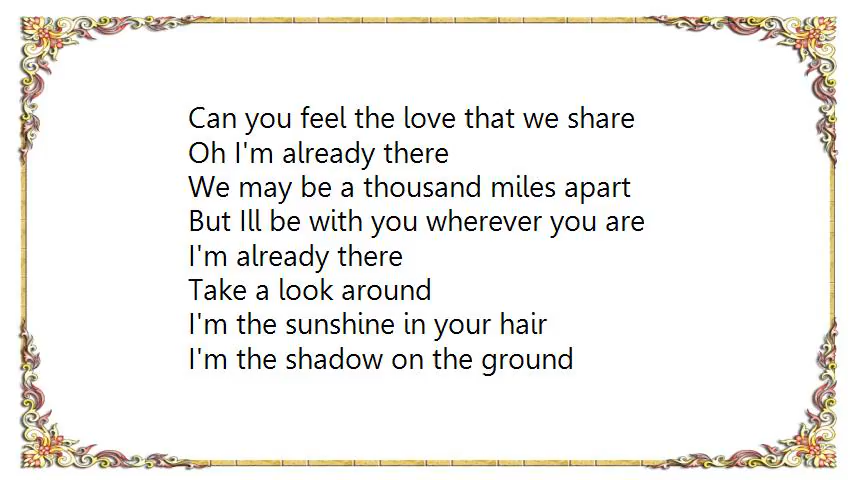 Can you feel the love that we share
Oh I'm already there
We may be a thousand miles apart
But Ill be with you wherever you are
I'm already there
Take a look around
I'm the sunshine in your hair
I'm the shadow on the ground